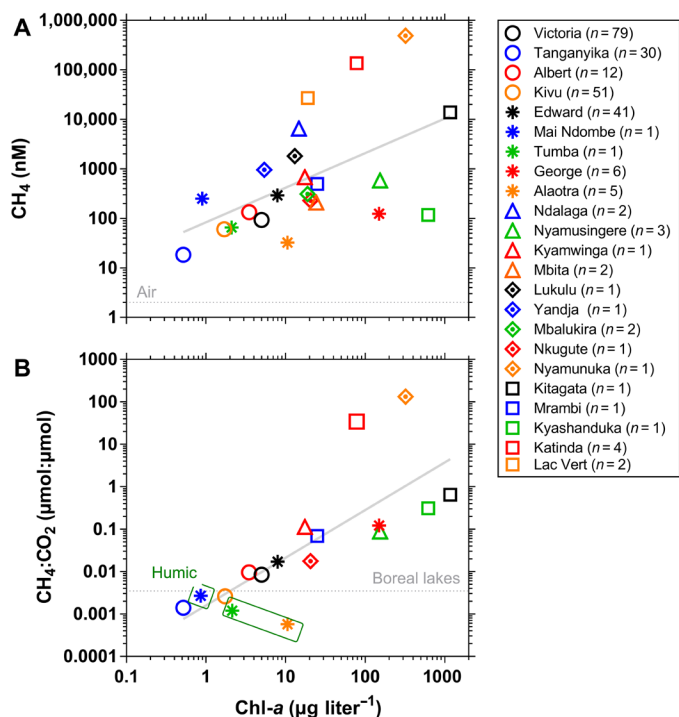 A
CH₄ (nM)
1,000,000
100,000
10,000
1000
100
10
1
Air
B
CH₄:CO₂ (μmol:μmol)
1000
100
10
1
0.1
0.01
0.001
0.0001
Humic
Boreal lakes
0.1 1 10 100 1000
Chl-a (μg liter⁻¹)
Victoria (n = 79)
Tanganyika (n = 30)
Albert (n = 12)
Kivu (n = 51)
Edward (n = 41)
Mai Ndombe (n = 1)
Tumba (n = 1)
George (n = 6)
Alaotra (n = 5)
Ndalaga (n = 2)
Nyamusingere (n = 3)
Kyamwinga (n = 1)
Mbita (n = 2)
Lukulu (n = 1)
Yandja (n = 1)
Mbalukira (n = 2)
Nkugute (n = 1)
Nyamunuka (n = 1)
Kitagata (n = 1)
Mrambi (n = 1)
Kyashanduka (n = 1)
Katinda (n = 4)
Lac Vert (n = 2)